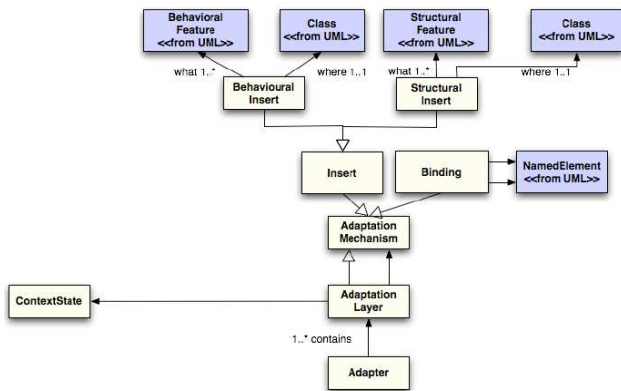 Behavioral
Feature
<<from UML>>
Class
<<from UML>>
Structural
Feature
<<from UML>>
Class
<<from UML>>
what 1..*
where 1..1
what 1..*
where 1..1
Behavioural
Insert
Structural
Insert
Insert
Binding
NamedElement
<<from UML>>
Adaptation
Mechanism
ContextState
Adaptation
Layer
1..* contains
Adapter